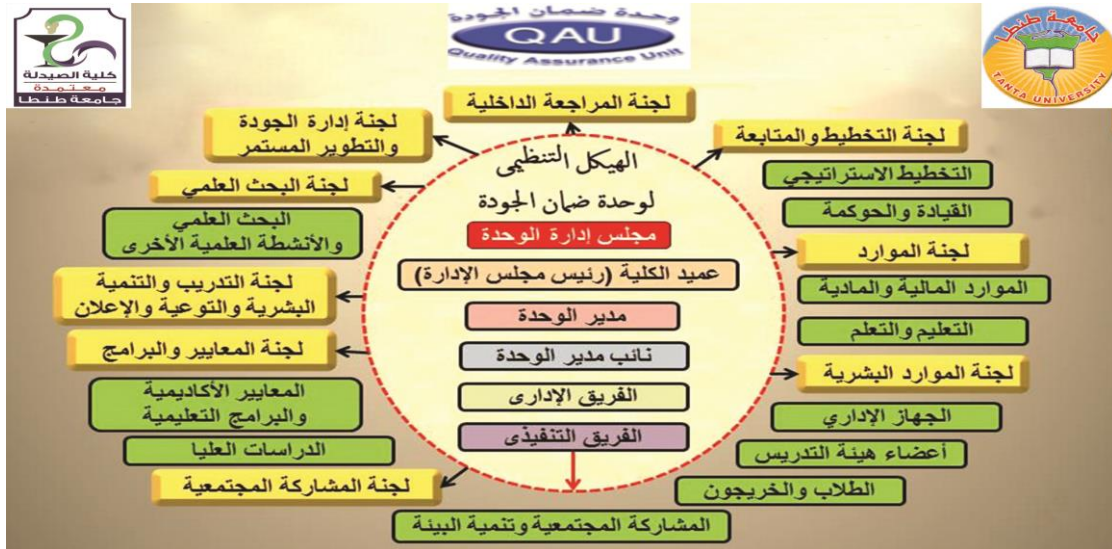 وحدة ضمان الجودة
QAU
Quality Assurance Unit
كلية الصيدلة
معتمدة
جامعة طنطا
جامعة طنطا
TANTA UNIVERSITY
الهيكل التنظيمى
لوحدة ضمان الجودة
مجلس إدارة الوحدة
عميد الكلية (رئيس مجلس الإدارة)
مدير الوحدة
نائب مدير الوحدة
الفريق الإدارى
الفريق التنفيذى
لجنة المراجعة الداخلية
لجنة التخطيط والمتابعة
التخطيط الاستراتيجي
القيادة والحوكمة
لجنة الموارد
الموارد المالية والمادية
التعليم والتعلم
لجنة الموارد البشرية
الجهاز الإداري
أعضاء هيئة التدريس
الطلاب والخريجون
لجنة إدارة الجودة
والتطوير المستمر
لجنة البحث العلمي
البحث العلمي
والأنشطة العلمية الأخرى
لجنة التدريب والتنمية
البشرية والتوعية والإعلان
لجنة المعايير والبرامج
المعايير الأكاديمية
والبرامج التعليمية
الدراسات العليا
لجنة المشاركة المجتمعية
المشاركة المجتمعية وتنمية البيئة